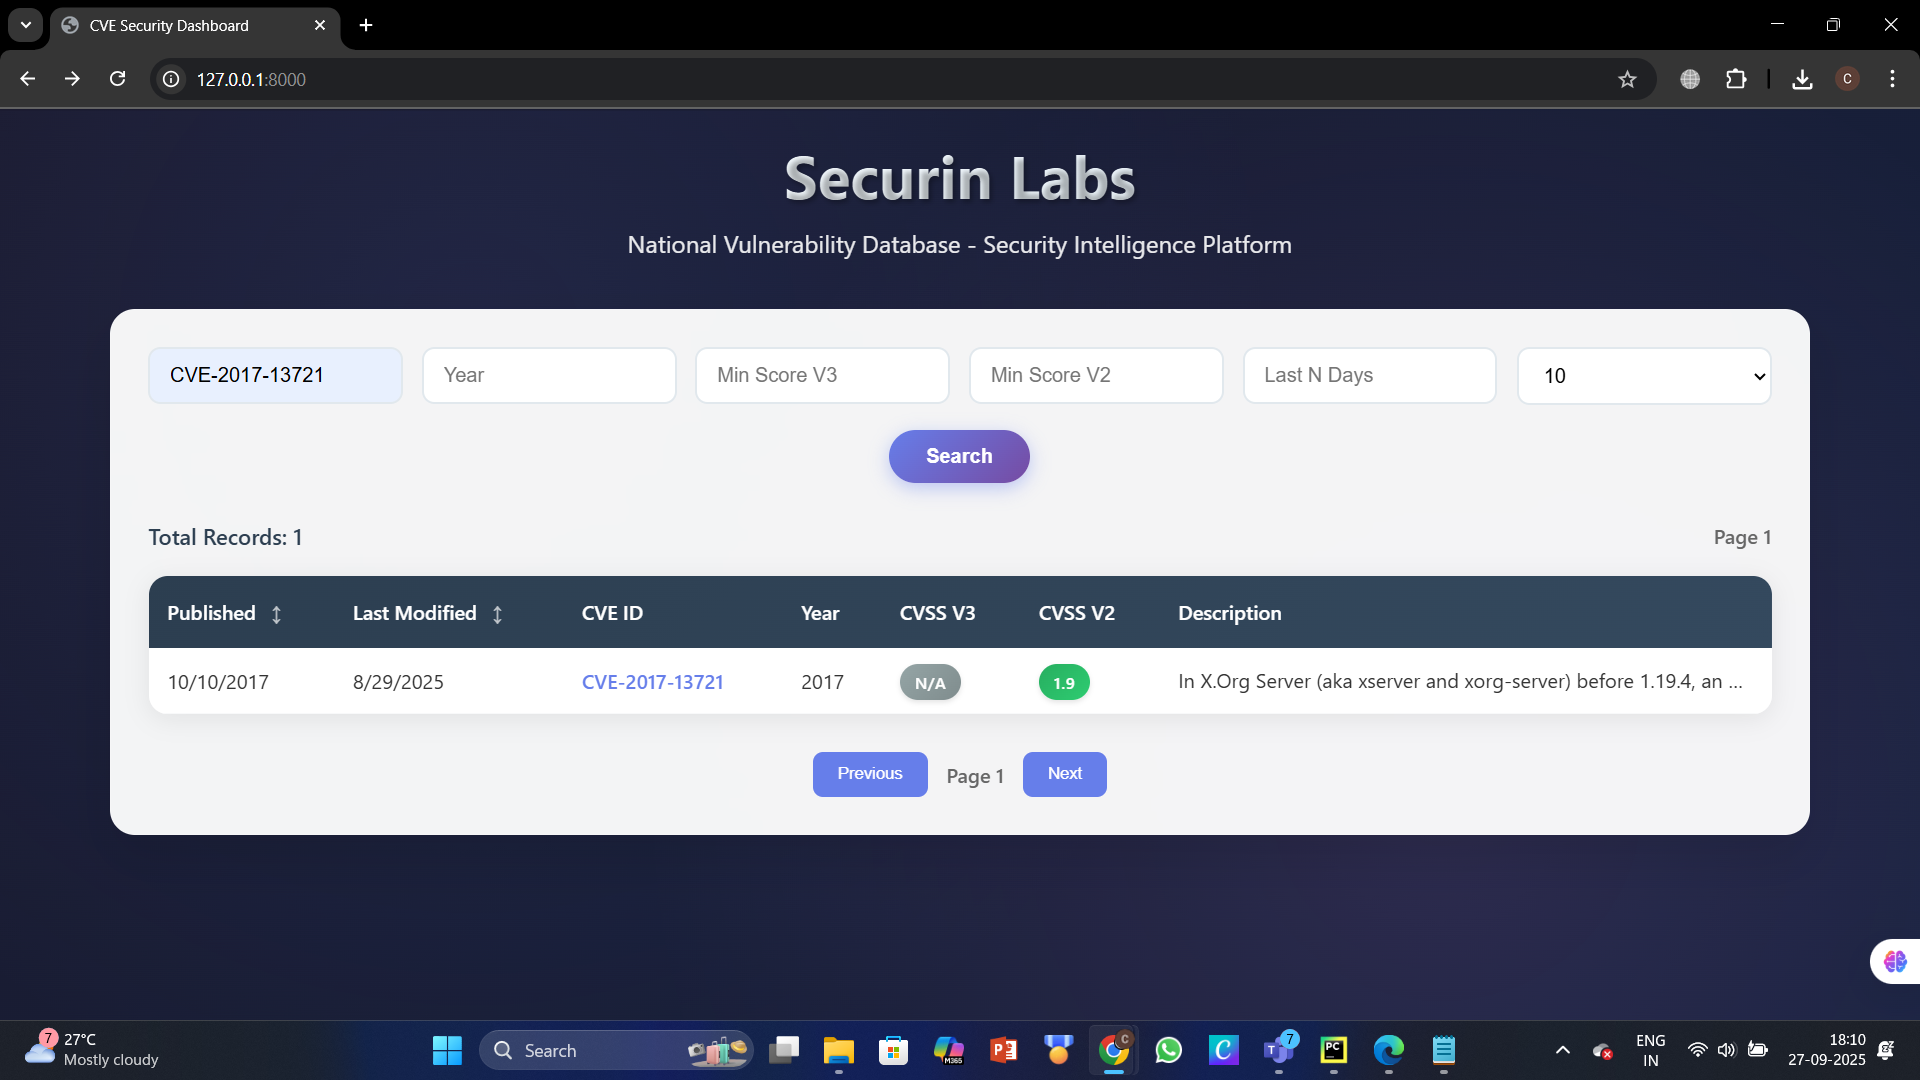 CVE Security Dashboard
127.0.0.1:8000
C
Securin Labs
National Vulnerability Database - Security Intelligence Platform
CVE-2017-13721 Year Min Score V3 Min Score V2 Last N Days 10
Search
Total Records: 1 Page 1
Published Last Modified CVE ID Year CVSS V3 CVSS V2 Description
10/10/2017 8/29/2025 CVE-2017-13721 2017 N/A 1.9 In X.Org Server (aka xserver and xorg-server) before 1.19.4, an ...
Previous Page 1 Next
7 27°C
Mostly cloudy
Search
M365
P
C
C
T 7
PC
ENG
IN
18:10
27-09-2025